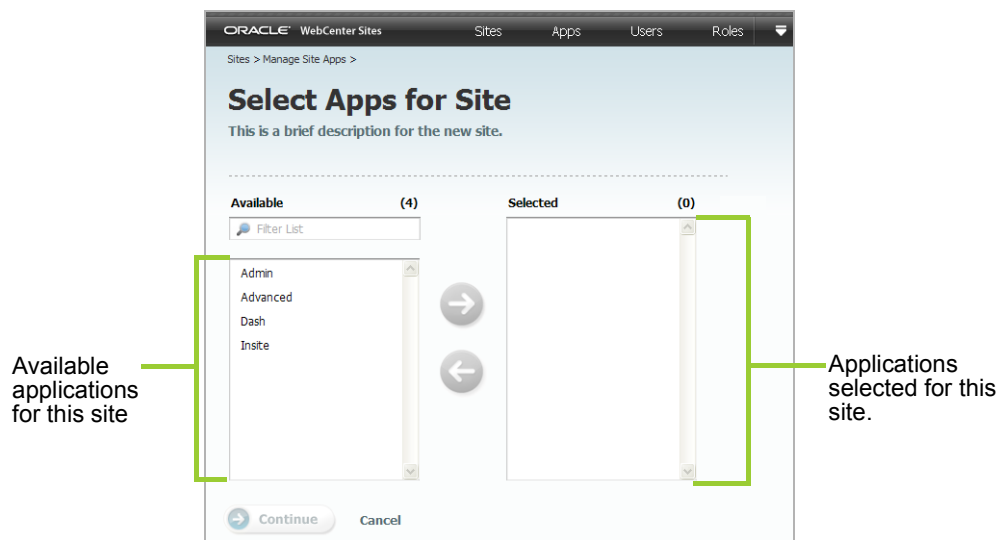 ORACLE WebCenter Sites Sites Apps Users Roles
Sites > Manage Site Apps >
Select Apps for Site
This is a brief description for the new site.
Available (4) Selected (0)
Filter List
Admin
Advanced
Dash
Insite
Available
applications
for this site
Applications
selected for this
site.
Continue Cancel